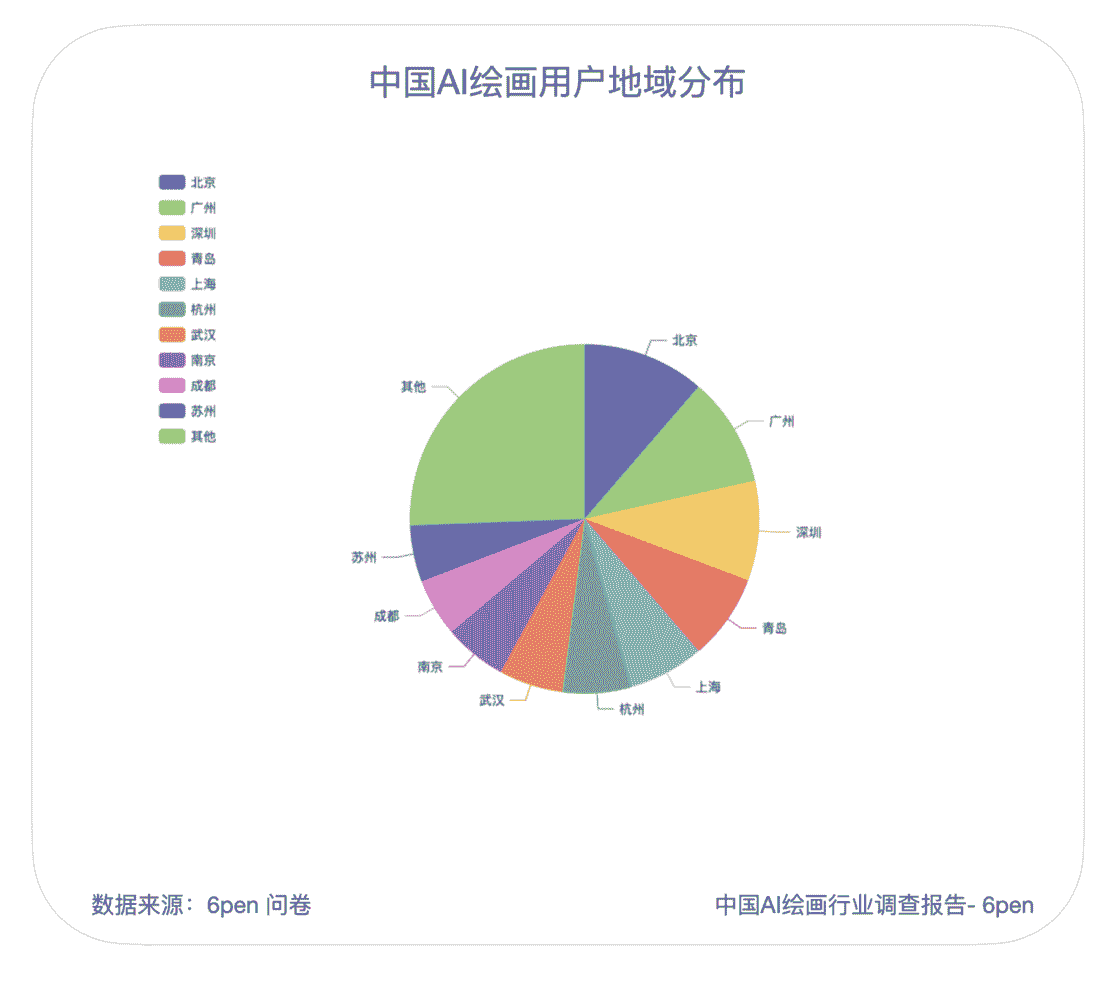 中国AI绘画用户地域分布
北京
广州
深圳
青岛
上海
杭州
武汉
南京
成都
苏州
其他
北京
其他
广州
深圳
苏州
成都
青岛
南京
上海
武汉
杭州
数据来源：6pen 问卷
中国AI绘画行业调查报告- 6pen